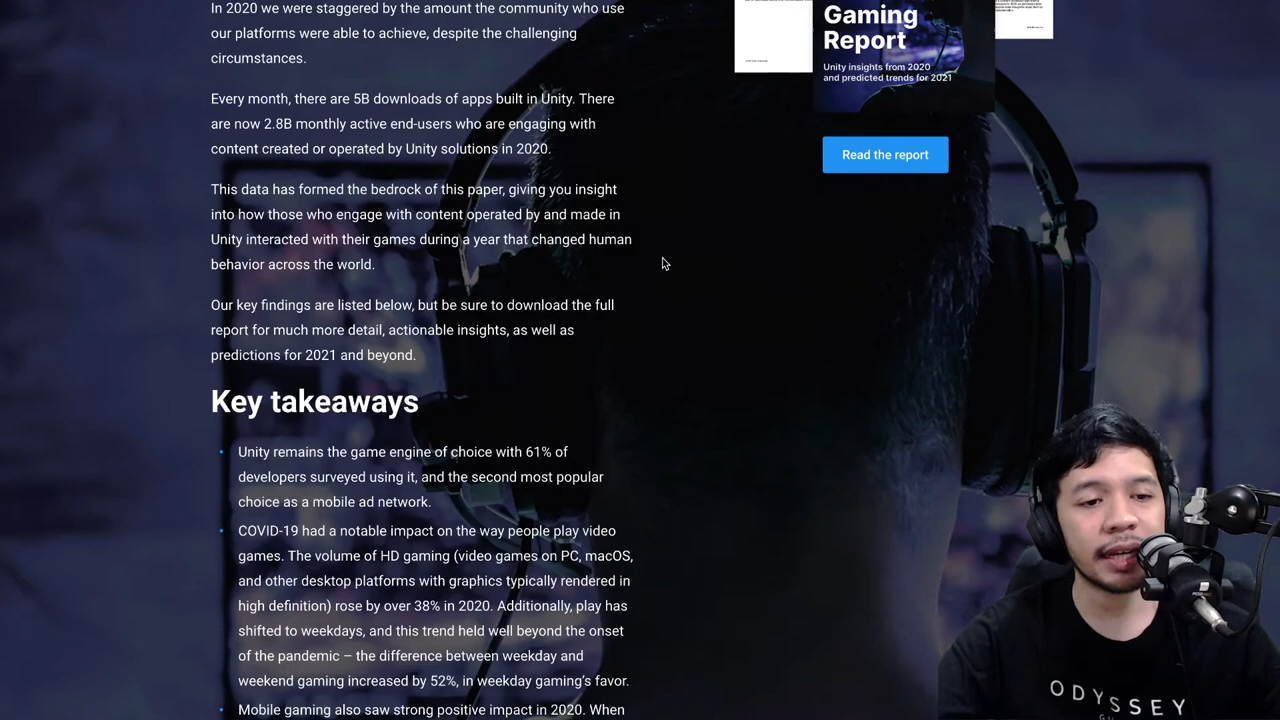 In 2020 we were staggered by the amount the community who use
our platforms were able to achieve, despite the challenging
circumstances.
Every month, there are 5B downloads of apps built in Unity. There
are now 2.8B monthly active end-users who are engaging with
content created or operated by Unity solutions in 2020.
This data has formed the bedrock of this paper, giving you insight
into how those who engage with content operated by and made in
Unity interacted with their games during a year that changed human
behavior across the world.
Our key findings are listed below, but be sure to download the full
report for much more detail, actionable insights, as well as
predictions for 2021 and beyond.
Key takeaways
Unity remains the game engine of choice with 61% of
developers surveyed using it, and the second most popular
choice as a mobile ad network.
COVID-19 had a notable impact on the way people play video
games. The volume of HD gaming (video games on PC, macOS,
and other desktop platforms with graphics typically rendered in
high definition) rose by over 38% in 2020. Additionally, play has
shifted to weekdays, and this trend held well beyond the onset
of the pandemic – the difference between weekday and
weekend gaming increased by 52%, in weekday gaming's favor.
Mobile gaming also saw strong positive impact in 2020. When
Gaming
Report
Unity insights from 2020
and predicted trends for 2021
Read the report
ODYSSEY